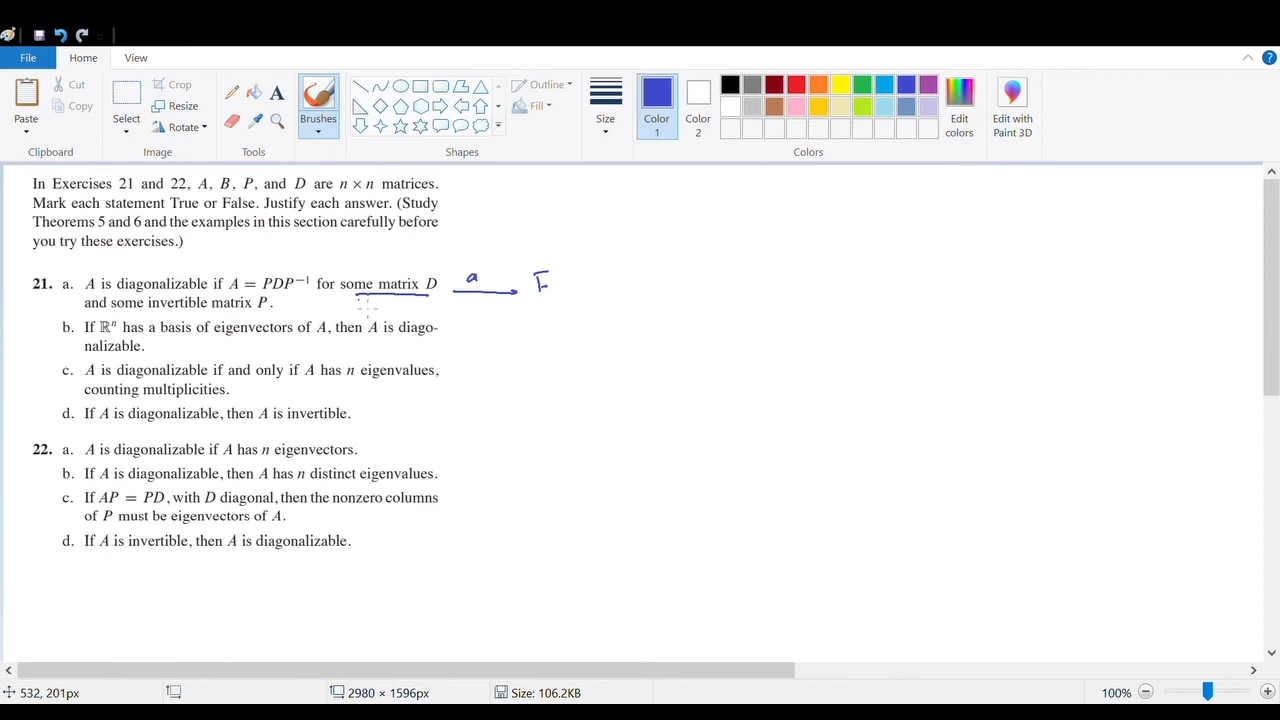 File Home View
Paste Cut Copy Clipboard
Select Crop Resize Rotate Image
A Tools
Brushes
Outline Fill Shapes
Size
Color 1 Color 2 Edit colors Colors
Edit with Paint 3D
In Exercises 21 and 22, A, B, P, and D are n × n matrices.
Mark each statement True or False. Justify each answer. (Study
Theorems 5 and 6 and the examples in this section carefully before
you try these exercises.)
21. a. A is diagonalizable if A = PDP⁻¹ for some matrix D a F
and some invertible matrix P.
b. If ℝⁿ has a basis of eigenvectors of A, then A is diago-
nalizable.
c. A is diagonalizable if and only if A has n eigenvalues,
counting multiplicities.
d. If A is diagonalizable, then A is invertible.
22. a. A is diagonalizable if A has n eigenvectors.
b. If A is diagonalizable, then A has n distinct eigenvalues.
c. If AP = PD, with D diagonal, then the nonzero columns
of P must be eigenvectors of A.
d. If A is invertible, then A is diagonalizable.
532, 201px 2980 × 1596px Size: 106.2KB 100%